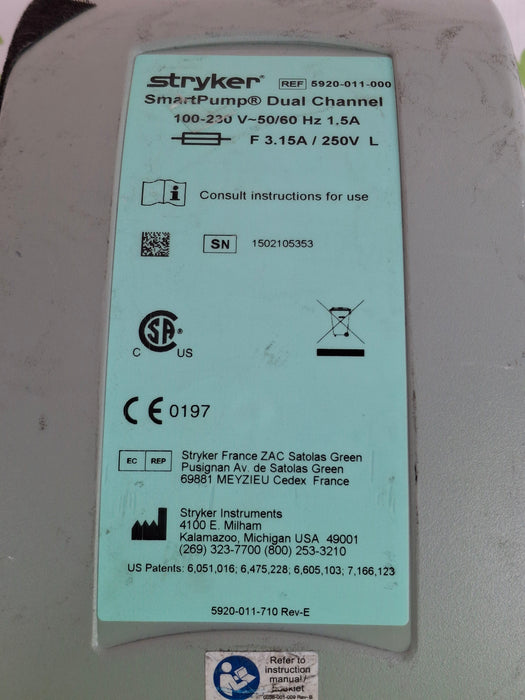 stryker® REF 5920-011-000
SmartPump® Dual Channel
100-230 V~50/60 Hz 1.5A
F 3.15A / 250V L
Consult instructions for use
SN 1502105353
CSA®
C US
CE 0197
EC REP
Stryker France ZAC Satolas Green
Pusignan Av. de Satolas Green
69881 MEYZIEU Cedex France
Stryker Instruments
4100 E. Milham
Kalamazoo, Michigan USA 49001
(269) 323-7700 (800) 253-3210
US Patents: 6,051,016; 6,475,228; 6,605,103; 7,166,123
5920-011-710 Rev-E
Refer to
instruction
manual/
Booklet